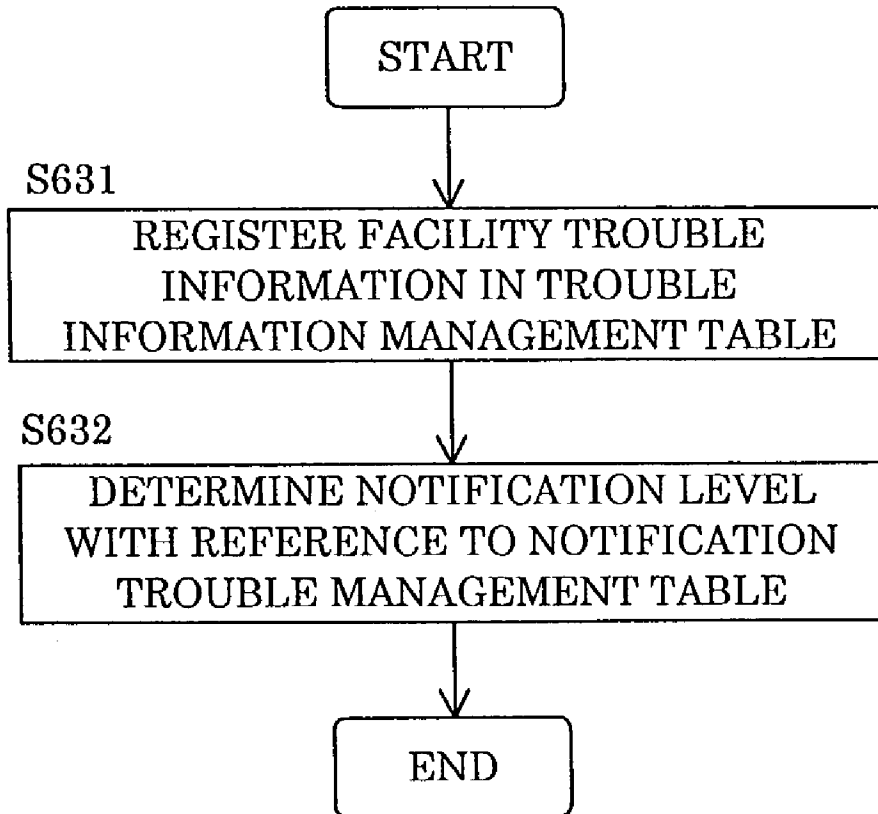 START
S631
REGISTER FACILITY TROUBLE
INFORMATION IN TROUBLE
INFORMATION MANAGEMENT TABLE
S632
DETERMINE NOTIFICATION LEVEL
WITH REFERENCE TO NOTIFICATION
TROUBLE MANAGEMENT TABLE
END